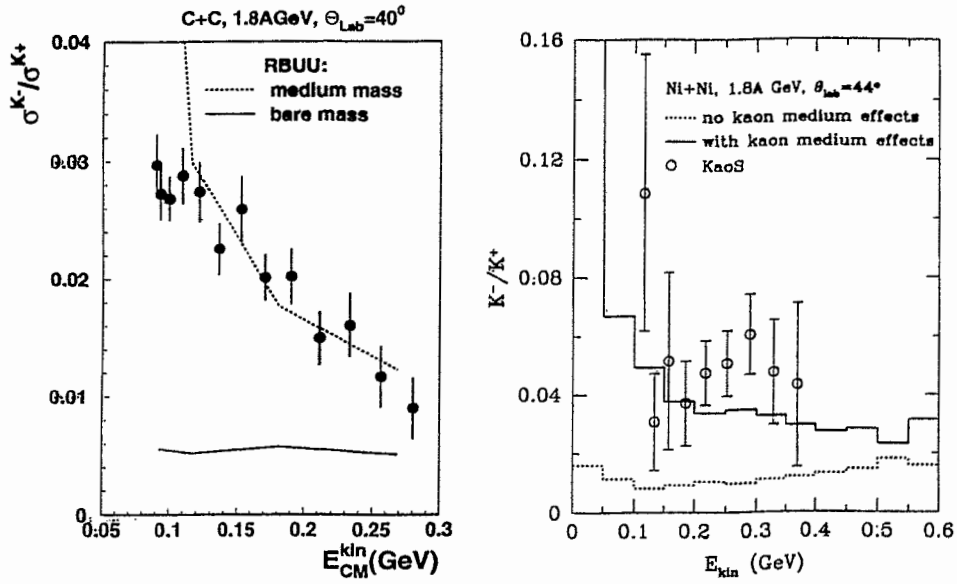 C+C, 1.8AGeV, Θ_Lab=40⁰
σ^K-/σ^K+
0.04
0.03
0.02
0.01
0
RBUU:
medium mass
bare mass
0.05 0.1 0.15 0.2 0.25 0.3
E_CM^kin(GeV)
K⁻/K⁺
0.16
0.12
0.08
0.04
0
Ni+Ni, 1.8A GeV, θ_lab=44°
no kaon medium effects
with kaon medium effects
KaoS
0 0.1 0.2 0.3 0.4 0.5 0.6
E_kin (GeV)